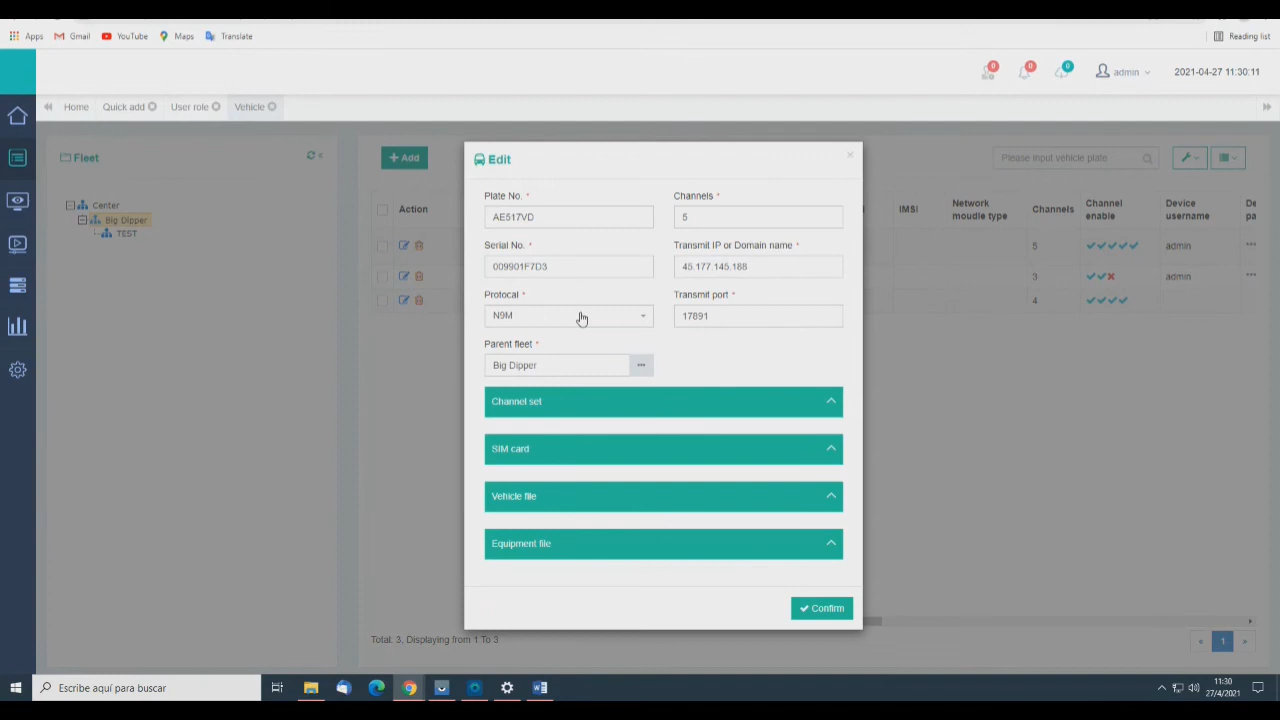 Apps Gmail YouTube Maps Translate Reading list
0 0 0 admin 2021-04-27 11:30:11
Home Quick add User role Vehicle
Fleet
Center
Big Dipper
TEST
Add
Please input vehicle plate
Action IMSI Network moudle type Channels Channel enable Device username
5 admin
3 admin
4
Total: 3, Displaying from 1 To 3
« 1 »
Edit
Plate No. *
AE517VD
Channels *
5
Serial No. *
009901F7D3
Transmit IP or Domain name *
45.177.145.188
Protocal *
N9M
Transmit port *
17891
Parent fleet *
Big Dipper
Channel set
SIM card
Vehicle file
Equipment file
Confirm
Escribe aquí para buscar
11:30
27/4/2021